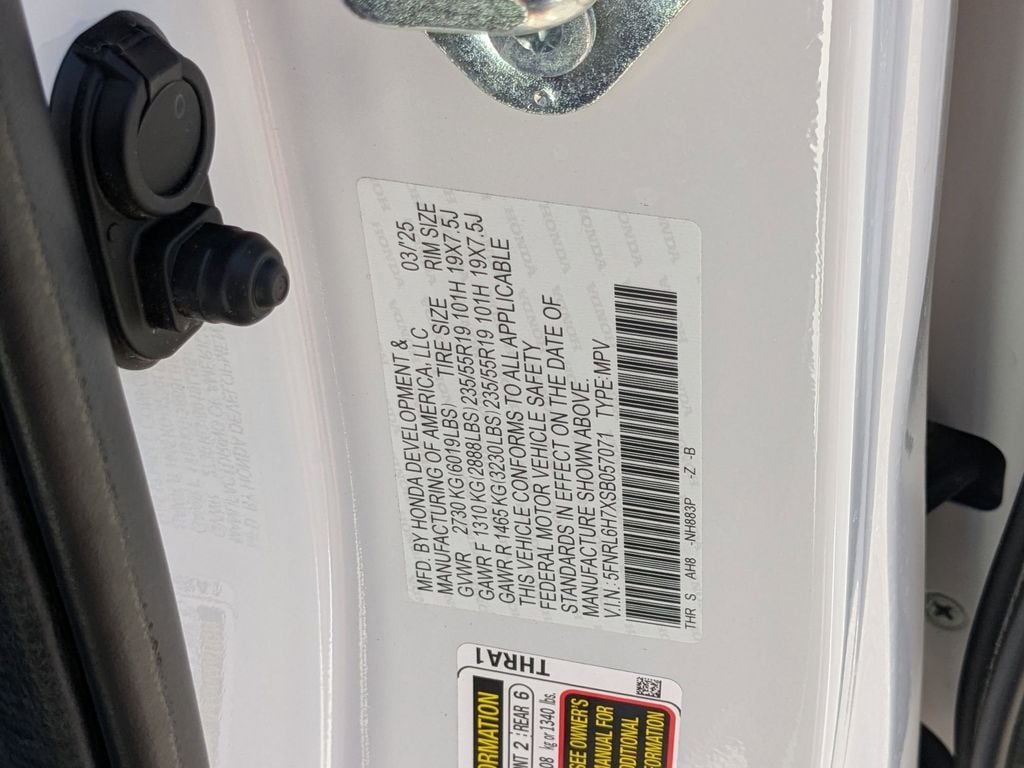 MFD. BY HONDA DEVELOPMENT & 03/'25
MANUFACTURING OF AMERICA, LLC
GVWR 2730 KG(6019LBS) TIRE SIZE RIM SIZE
GAWR F 1310 KG(2888LBS) 235/55R19 101H 19X7.5J
GAWR R 1465 KG(3230LBS) 235/55R19 101H 19X7.5J
THIS VEHICLE CONFORMS TO ALL APPLICABLE
FEDERAL MOTOR VEHICLE SAFETY
STANDARDS IN EFFECT ON THE DATE OF
MANUFACTURE SHOWN ABOVE.
V.I.N.: 5FNRL6H7XSB057071 TYPE:MPV
THR S AH8 -NH883P -Z -B
THRA1
ORMATION
NT 2 : REAR 6
08 kg or 1340 lbs.
SEE OWNER'S
MANUAL FOR
DDITIONAL
FORMATION